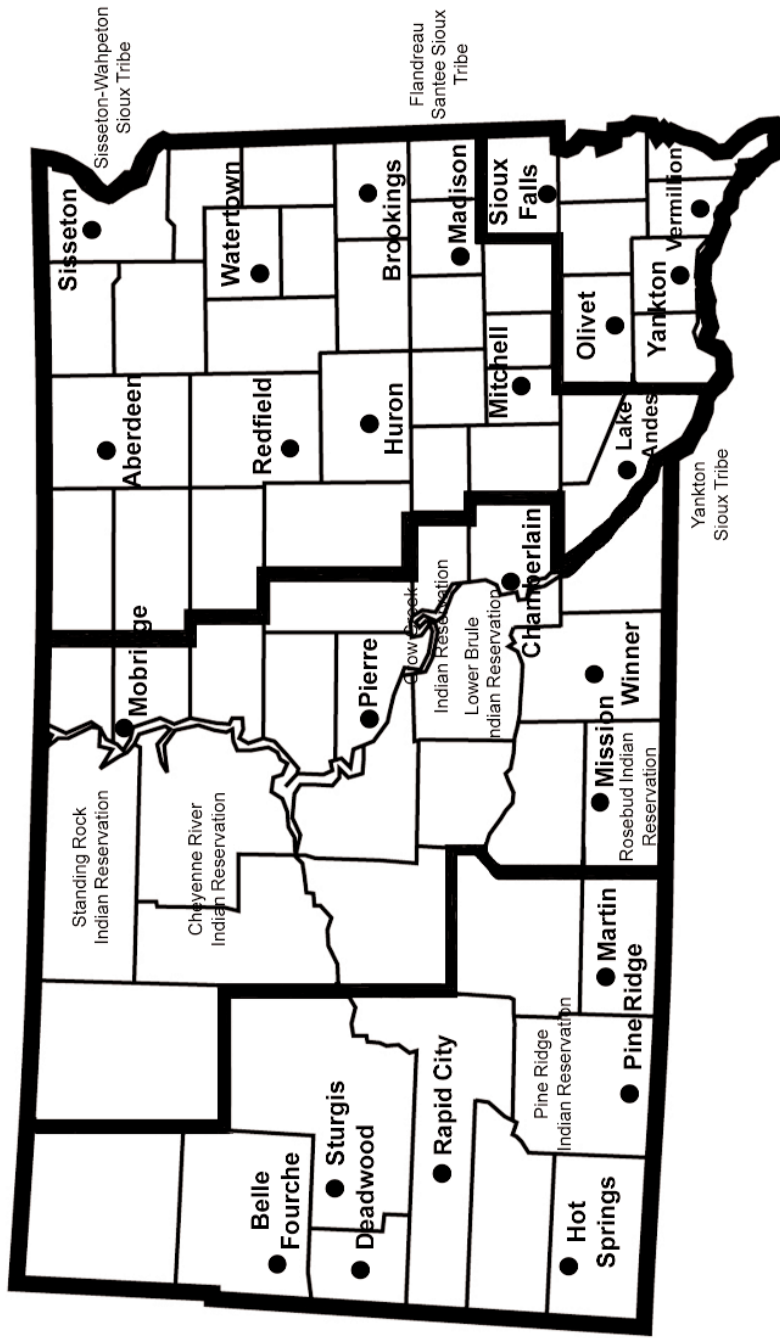 Sisseton-Wahpeton
Sioux Tribe
Flandreau
Santee Sioux
Tribe
Sisseton
Watertown
Brookings
Madison
Sioux
Falls
Vermillion
Yankton
Olivet
Mitchell
Huron
Redfield
Aberdeen
Lake
Andes
Yankton
Sioux Tribe
Chamberlain
Crow Creek
Indian Reservation
Lower Brule
Indian Reservation
Pierre
Mobridge
Winner
Mission
Rosebud Indian
Reservation
Standing Rock
Indian Reservation
Cheyenne River
Indian Reservation
Martin
Pine Ridge
Pine Ridge
Indian Reservation
Rapid City
Sturgis
Deadwood
Belle
Fourche
Hot
Springs